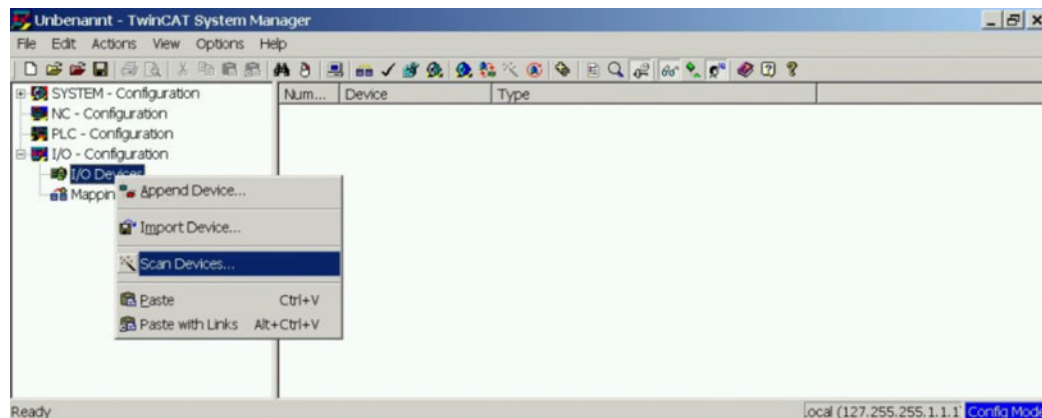 Unbenannt - TwinCAT System Manager
File Edit Actions View Options Help
SYSTEM - Configuration
NC - Configuration
PLC - Configuration
I/O - Configuration
I/O Devices
Mappin
Num... Device Type
Append Device...
Import Device...
Scan Devices...
Paste Ctrl+V
Paste with Links Alt+Ctrl+V
Ready
Local (127.255.255.1.1.1) Config Mode